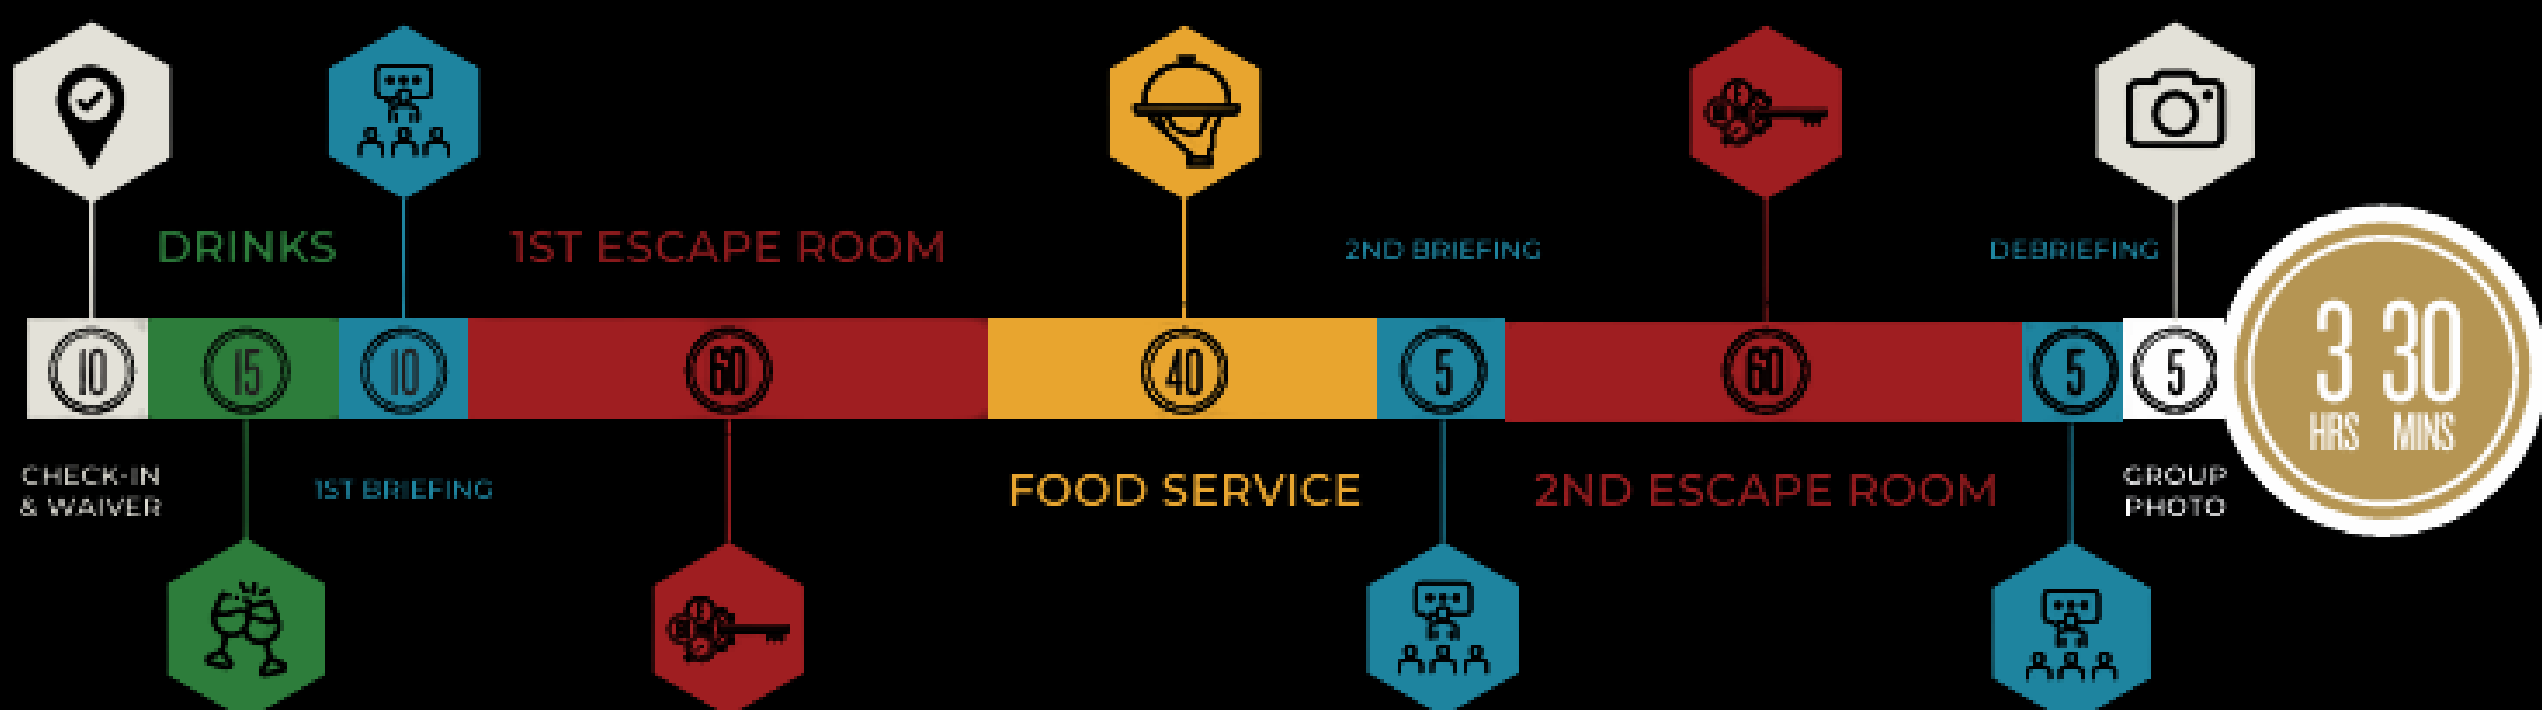 DRINKS
1ST ESCAPE ROOM
2ND BRIEFING
DEBRIEFING
10
15
10
60
40
5
60
5
5
3 30
HRS MINS
CHECK-IN
& WAIVER
1ST BRIEFING
FOOD SERVICE
2ND ESCAPE ROOM
GROUP
PHOTO